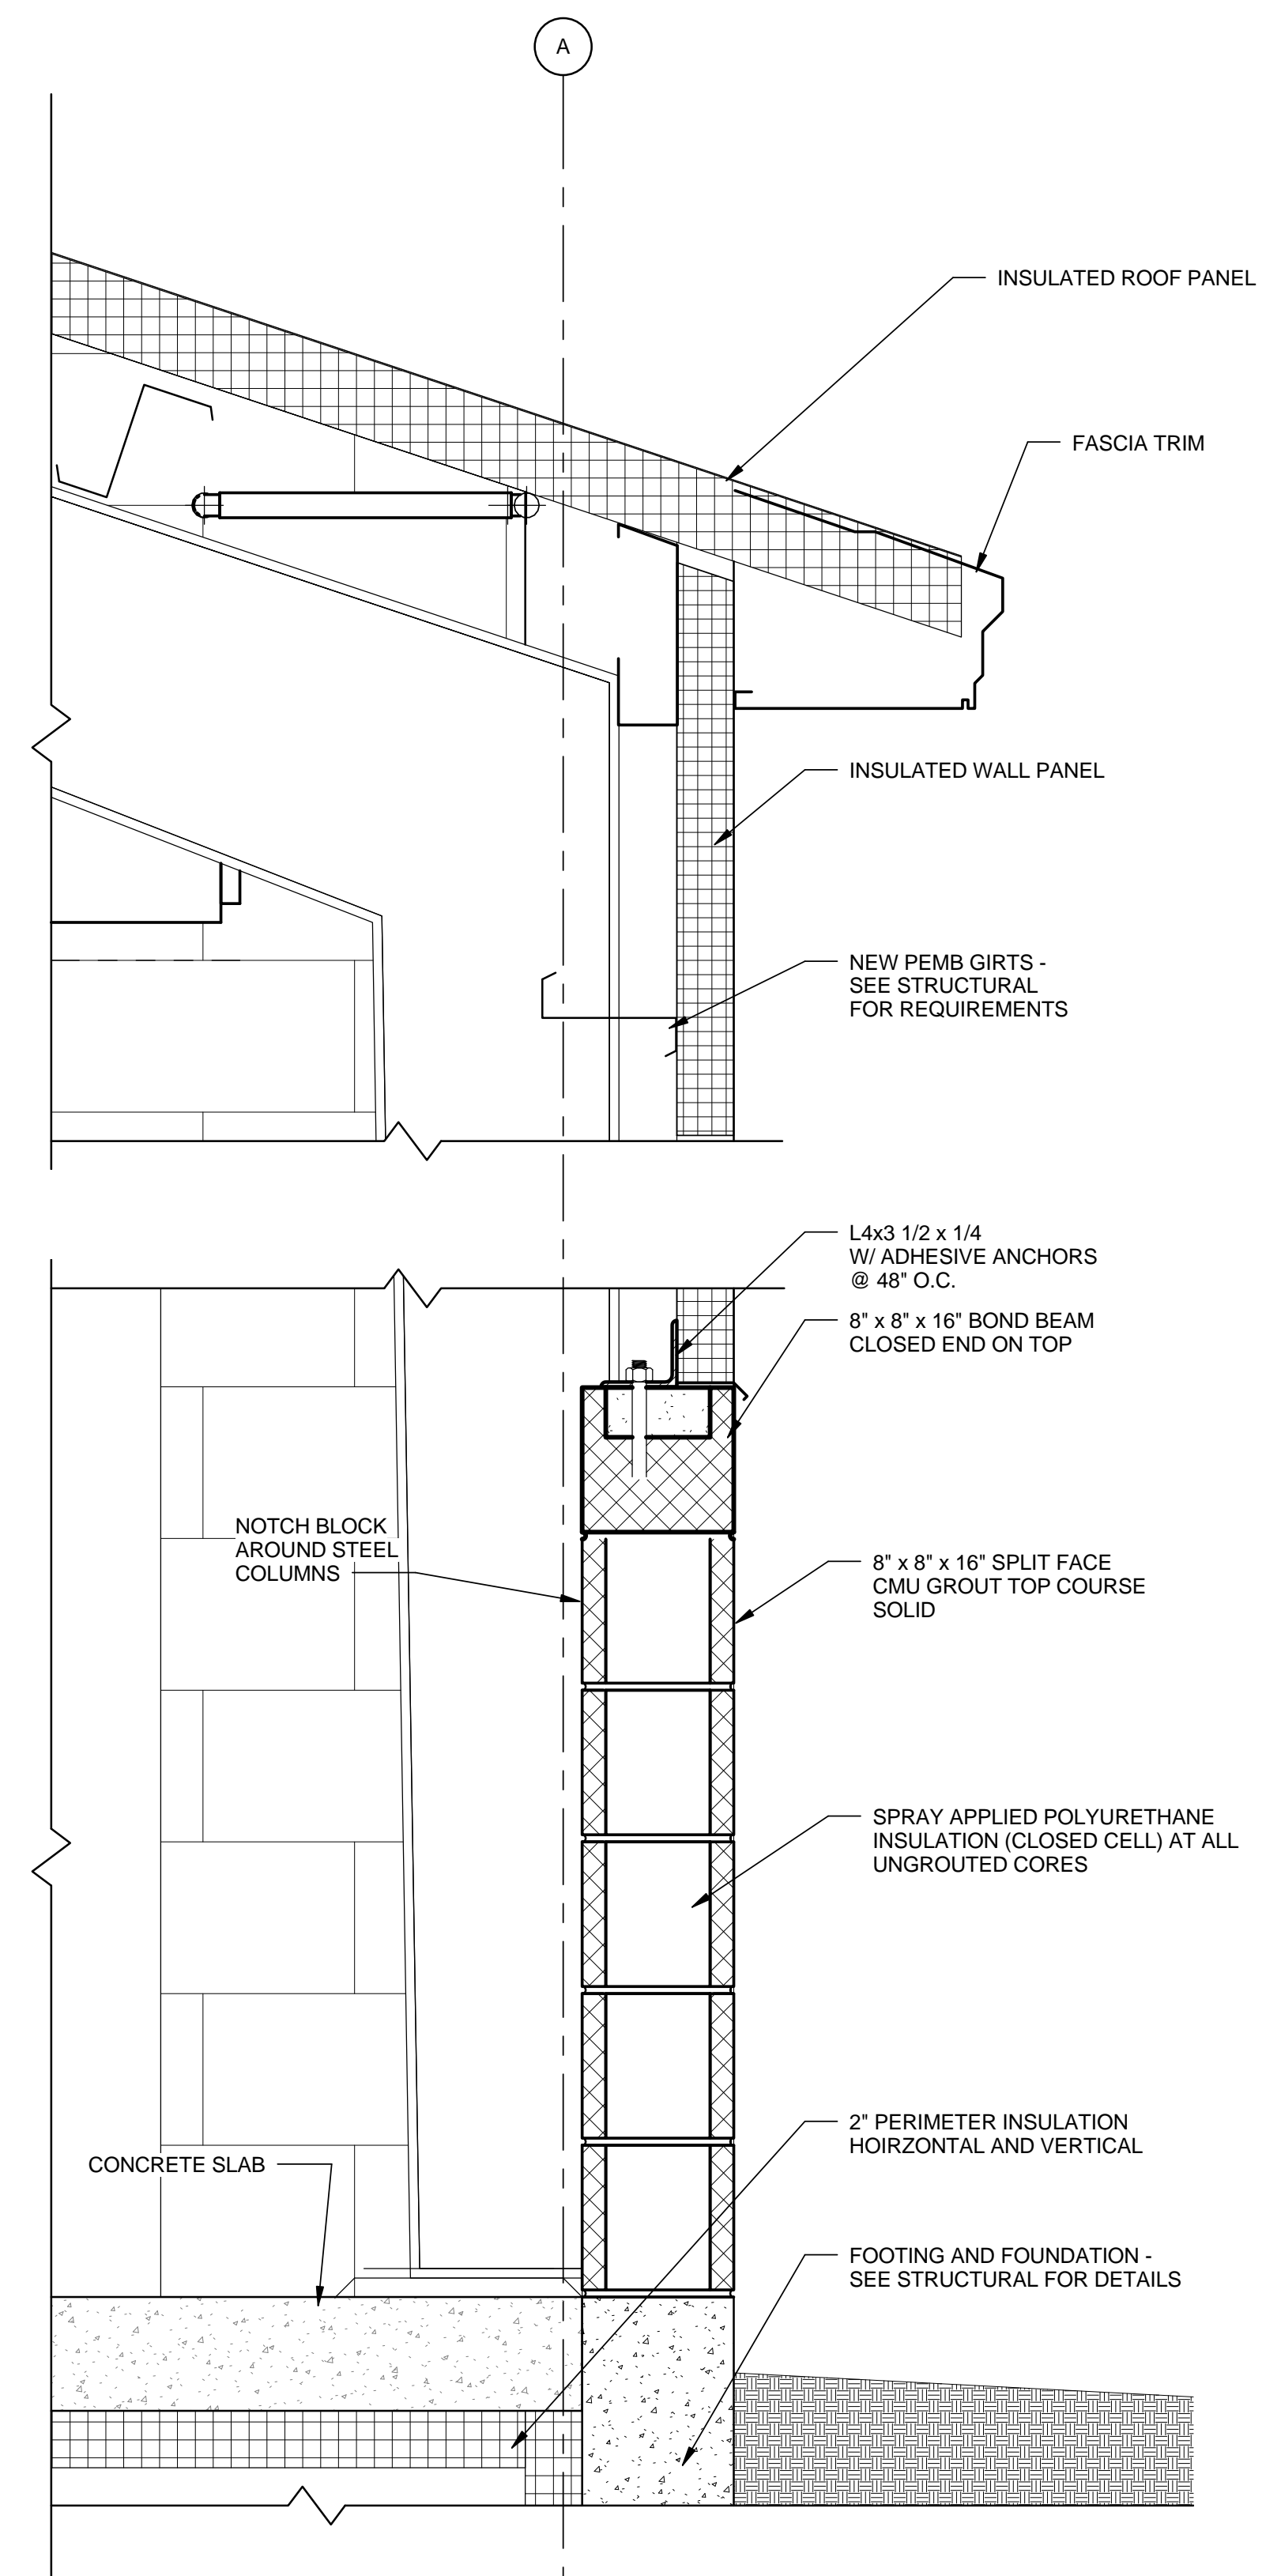 A
INSULATED ROOF PANEL
FASCIA TRIM
INSULATED WALL PANEL
NEW PEMB GIRTS -
SEE STRUCTURAL
FOR REQUIREMENTS
L4x3 1/2 x 1/4
W/ ADHESIVE ANCHORS
@ 48" O.C.
8" x 8" x 16" BOND BEAM
CLOSED END ON TOP
NOTCH BLOCK
AROUND STEEL
COLUMNS
8" x 8" x 16" SPLIT FACE
CMU GROUT TOP COURSE
SOLID
SPRAY APPLIED POLYURETHANE
INSULATION (CLOSED CELL) AT ALL
UNGROUTED CORES
2" PERIMETER INSULATION
HOIRZONTAL AND VERTICAL
CONCRETE SLAB
FOOTING AND FOUNDATION -
SEE STRUCTURAL FOR DETAILS